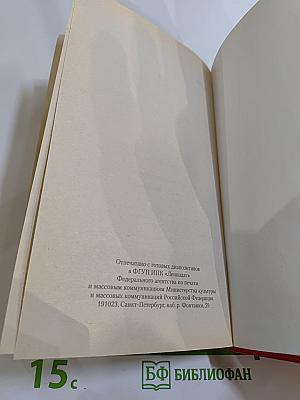 Отпечатано с готовых диапозитивов
в ФГУП ИПК «Лениздат»
Федерального агентства по печати
и массовым коммуникациям Министерства культуры
и массовых коммуникаций Российской Федерации.
191023, Санкт-Петербург, наб. р. Фонтанки, 59
15 с
БФ БИБЛИОФАН